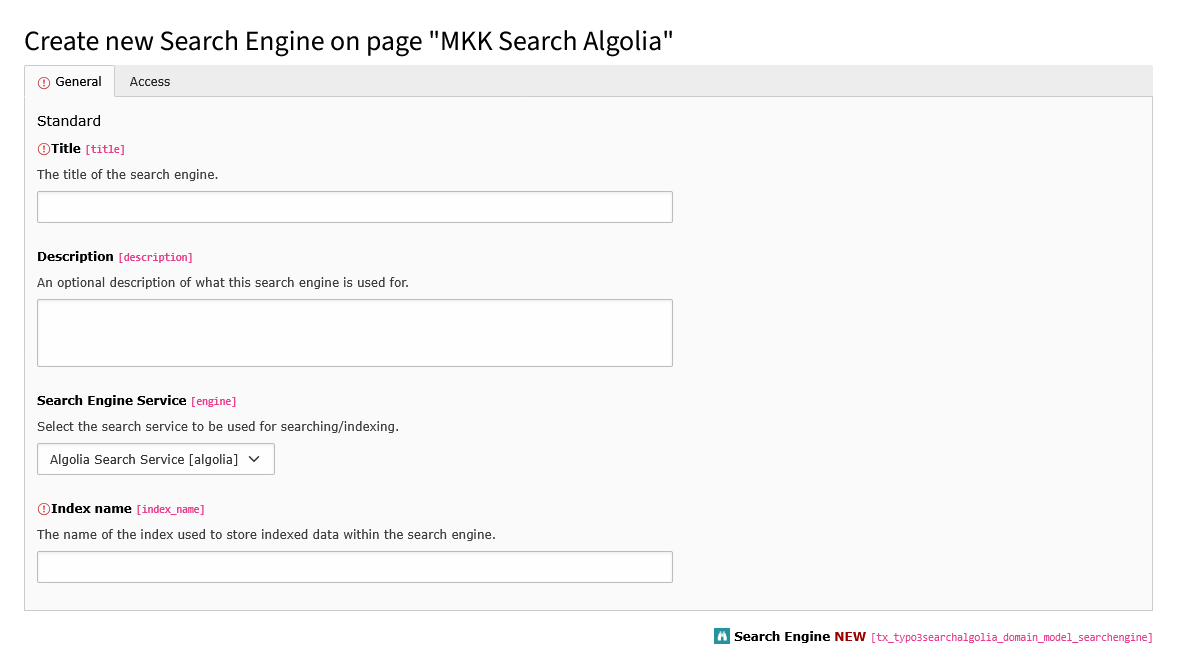 Create new Search Engine on page "MKK Search Algolia"
General Access
Standard
Title [title]
The title of the search engine.
Description [description]
An optional description of what this search engine is used for.
Search Engine Service [engine]
Select the search service to be used for searching/indexing.
Algolia Search Service [algolia]
Index name [index_name]
The name of the index used to store indexed data within the search engine.
Search Engine NEW [tx_typo3searchalgolia_domain_model_searchengine]